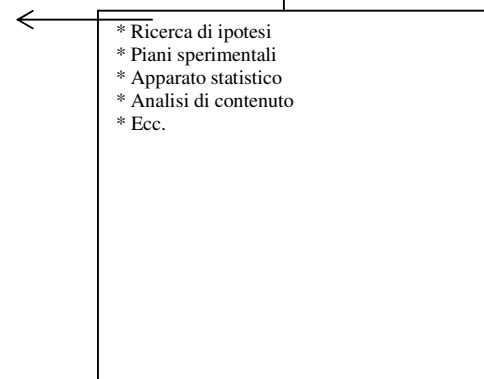 * Ricerca di ipotesi
* Piani sperimentali
* Apparato statistico
* Analisi di contenuto
* Ecc.